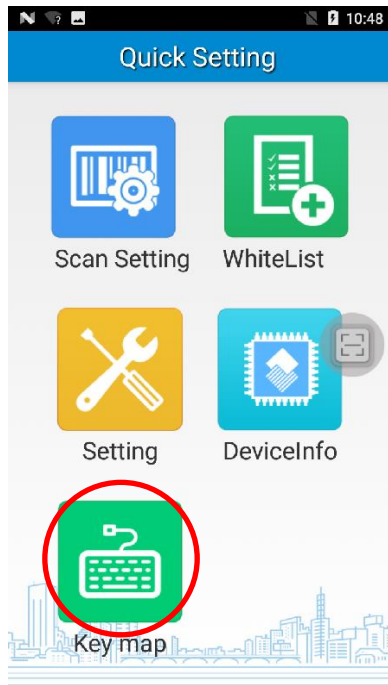 10:48
Quick Setting
Scan Setting
WhiteList
Setting
DeviceInfo
Key map